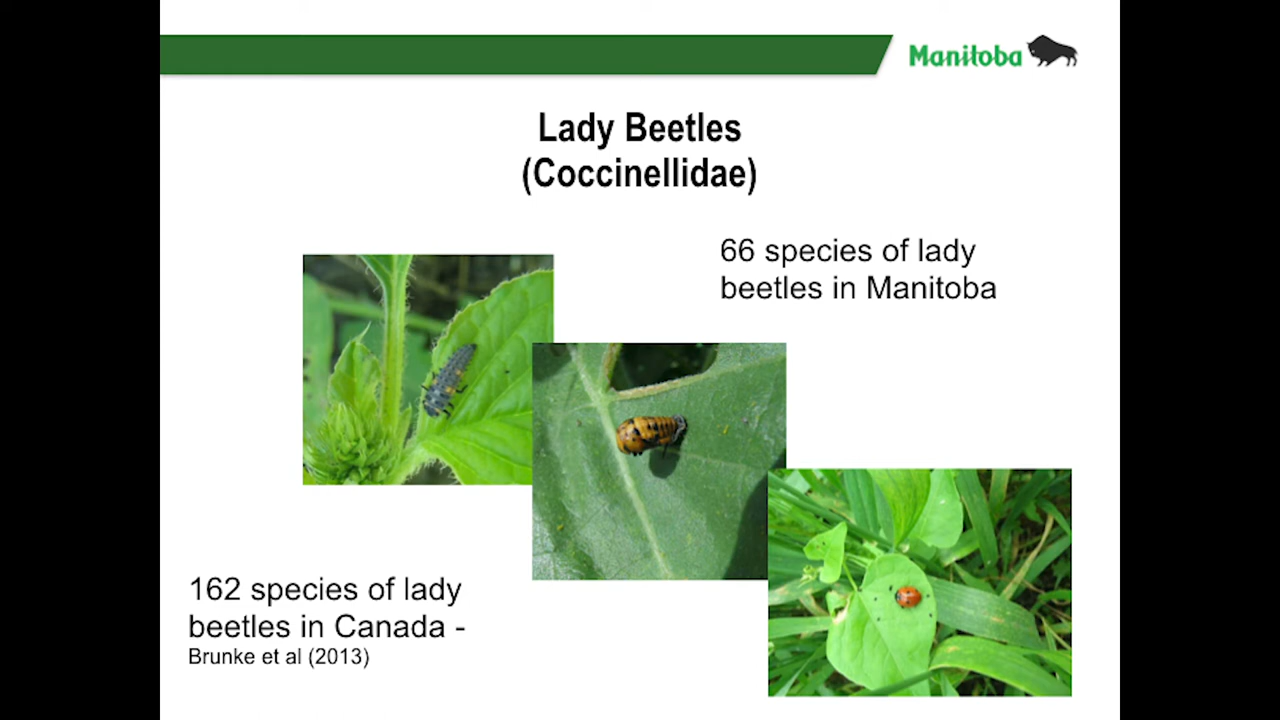 Manitoba
Lady Beetles
(Coccinellidae)
66 species of lady
beetles in Manitoba
162 species of lady
beetles in Canada -
Brunke et al (2013)